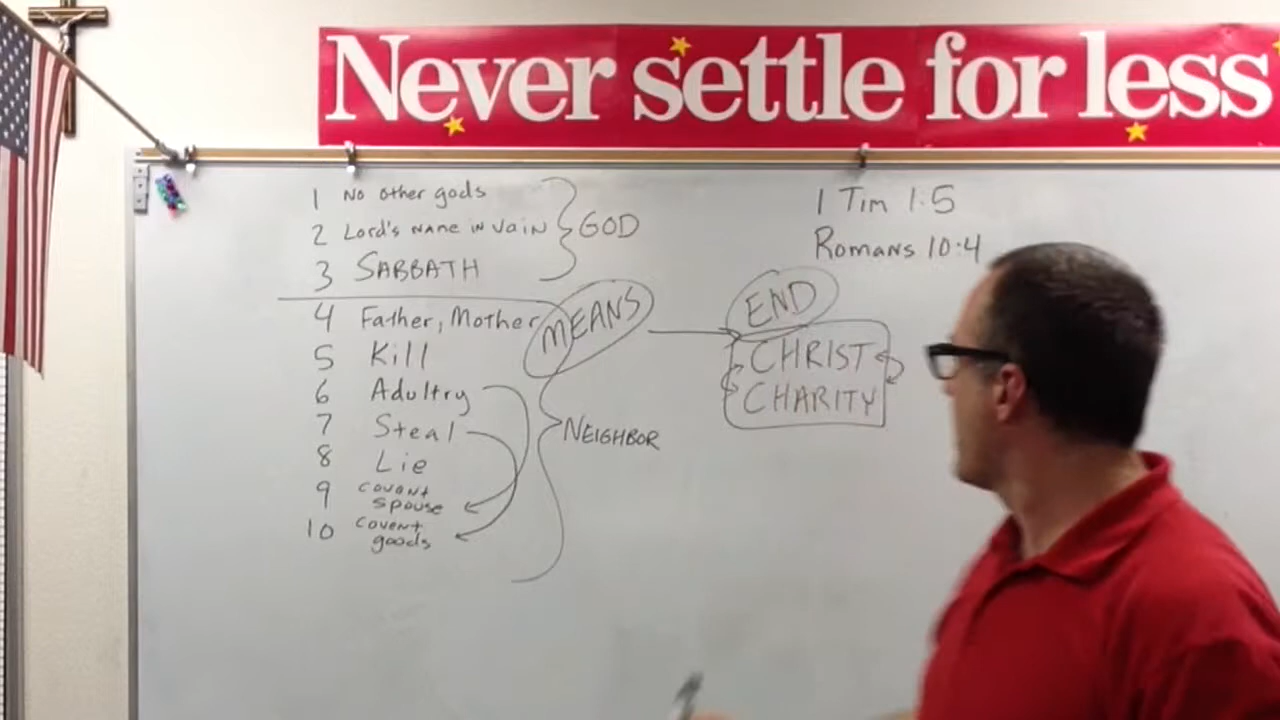 Never settle for less
1 No other gods
2 Lord's name in vain
3 SABBATH
GOD
4 Father, Mother
5 Kill
6 Adultry
7 Steal
8 Lie
9 covant
spouse
10 covent
goods
NEIGHBOR
MEANS
1 Tim 1:5
Romans 10:4
END
CHRIST
CHARITY